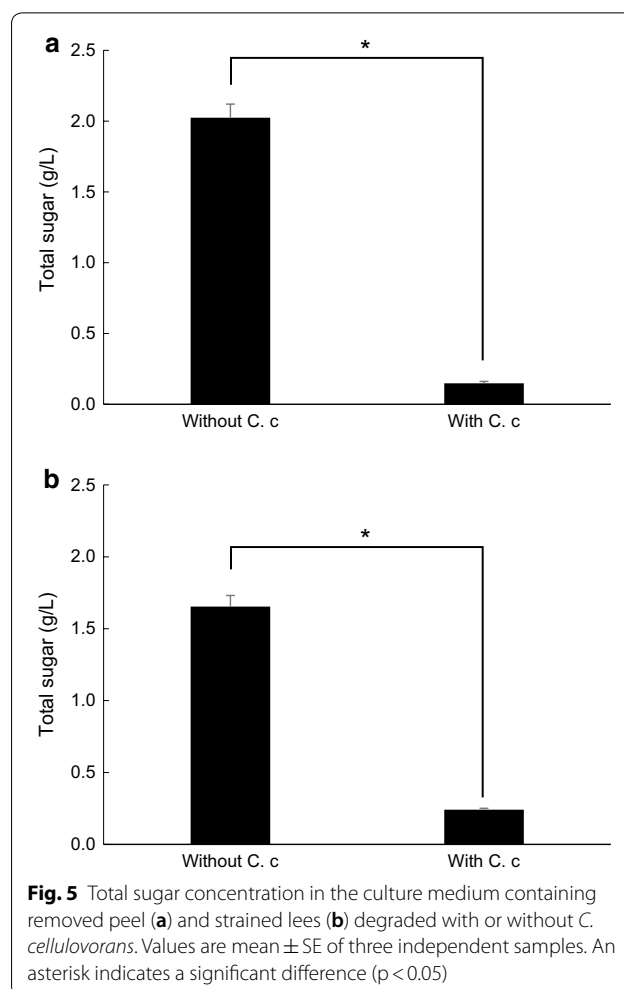 a
*
2.5
2.0
1.5
1.0
0.5
0.0
Total sugar (g/L)
Without C. c
With C. c
b
*
2.5
2.0
1.5
1.0
0.5
0.0
Total sugar (g/L)
Without C. c
With C. c
Fig. 5 Total sugar concentration in the culture medium containing
removed peel (a) and strained lees (b) degraded with or without C.
cellulovorans. Values are mean ± SE of three independent samples. An
asterisk indicates a significant difference (p < 0.05)